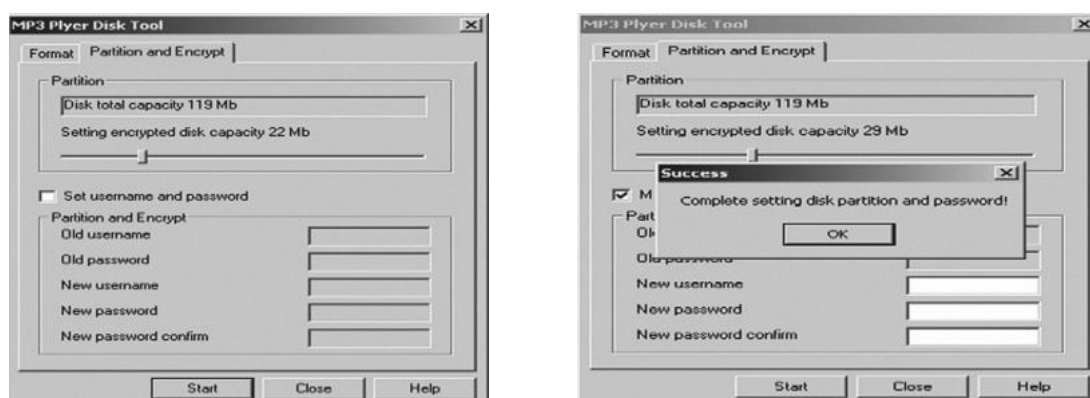 MP3 Plyer Disk Tool
Format
Partition and Encrypt
Partition
Disk total capacity 119 Mb
Setting encrypted disk capacity 22 Mb
Set username and password
Partition and Encrypt
Old username
Old password
New username
New password
New password confirm
Start
Close
Help
MP3 Plyer Disk Tool
Format
Partition and Encrypt
Partition
Disk total capacity 119 Mb
Setting encrypted disk capacity 29 Mb
Success
Complete setting disk partition and password!
OK
M
Part
Old password
New username
New password
New password confirm
Start
Close
Help